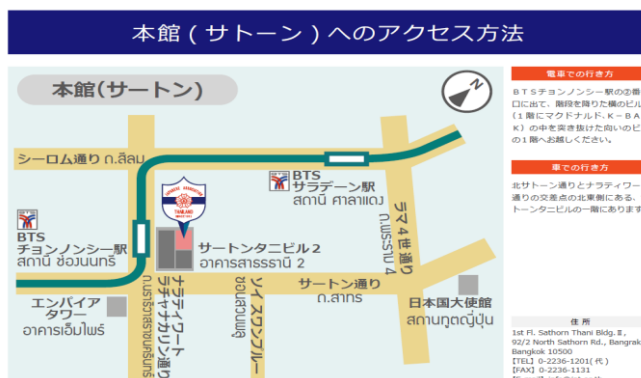 本館 ( サトーン ) へのアクセス方法
本館(サートン)
N
シーロム通り ถ.สีลม
BTS
サラデーン駅
สถานี ศาลาแดง
BTS
チョンノンシー駅
สถานี ช่องนนทรี
サートンタニビル 2
อาคารสาธรธานี 2
ラマ 4 世通り
ถ.พระราม 4
エンパイア
タワー
อาคารเอ็มไพร์
ナラティワート
ラチャナカリン通り
ถ.นราธิวาสราชนครินทร์
ソイ スワンプルー
ซอยสวนพลู
サートン通り
ถ.สาทร
日本国大使館
สถานทูตญี่ปุ่น
電車での行き方
BTSチョンノンシー駅の②番
口に出て、階段を降りた横のビル
(1 階にマクドナルド、K－BA
K) の中を突き抜けた向いのビ
の1 階へお越しください。
車での行き方
北サトーン通りとナラティワー
通りの交差点の北東側にある、
トーンタニビルの一階にあります
住 所
1st Fl. Sathorn Thani Bldg.Ⅱ,
92/2 North Sathorn Rd., Bangrak
Bangkok 10500
[TEL] 0-2236-1201( 代 )
[FAX] 0-2236-1131